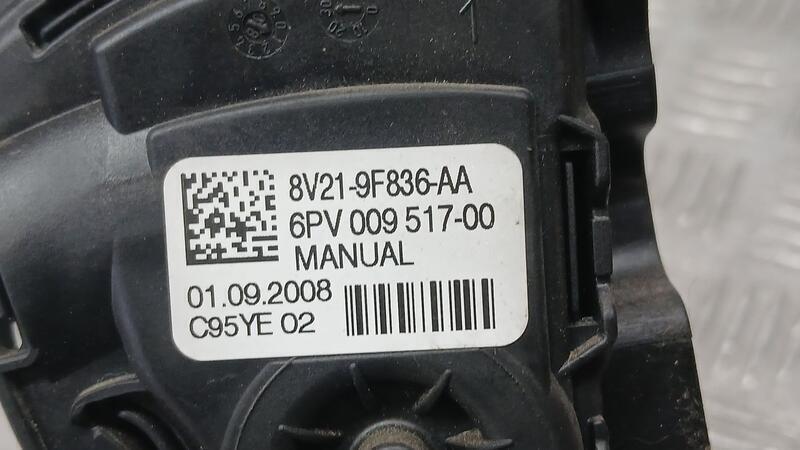 8V21-9F836-AA
6PV 009 517-00
MANUAL
01.09.2008
C95YE 02